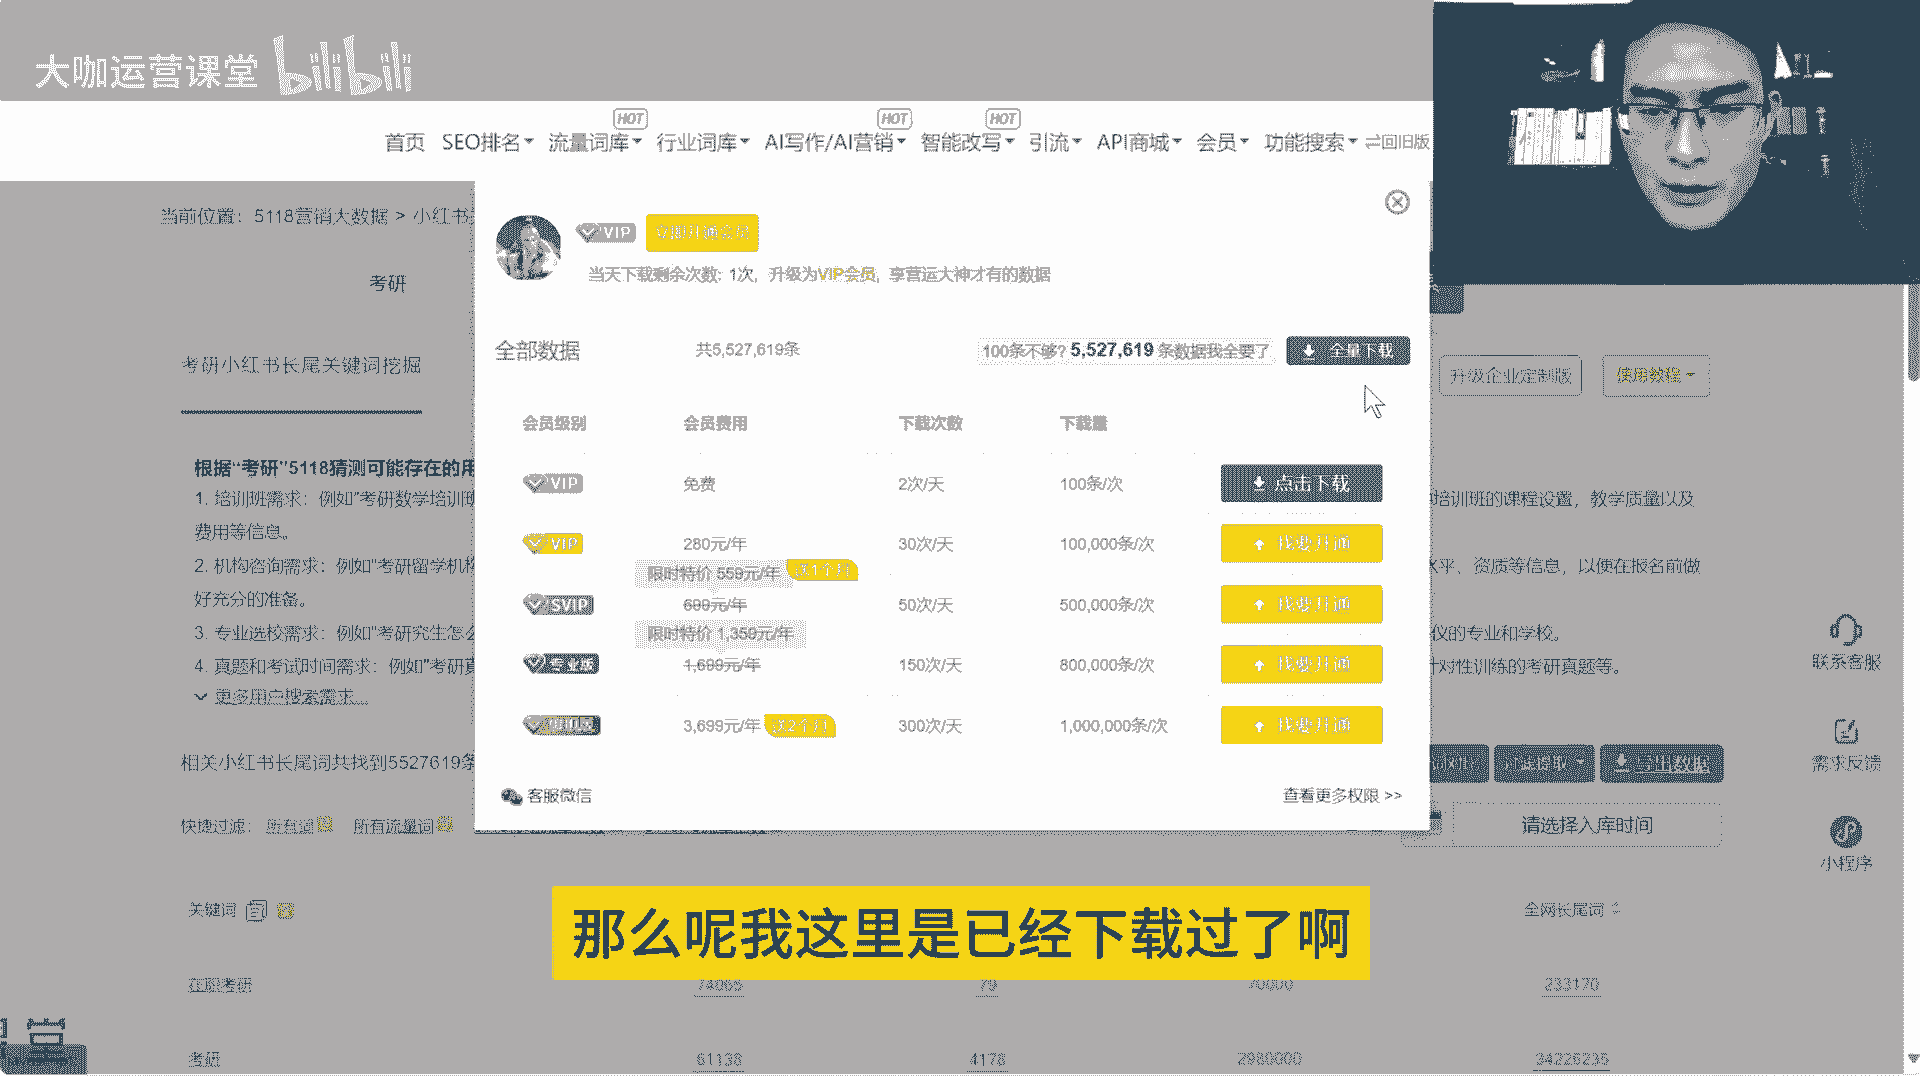 大咖运营课堂 bilibili
HOT HOT HOT
首页 SEO排名 流量词库 行业词库 AI写作/AI营销 智能改写 引流 API商城 会员 功能搜索 回旧版
当前位置：5118营销大数据 > 小红书
VIP 立即开通会员
当天下载剩余次数：1次，升级为VIP会员，享营运大神才有的数据
考研
全部数据 共5,527,619条 100条不够? 5,527,619 条数据我全要了 全量下载
考研小红书长尾关键词挖掘
升级企业定制版 使用教程
会员级别 会员费用 下载次数 下载量
VIP 免费 2次/天 100条/次 点击下载
VIP 280元/年 30次/天 100,000条/次 我要开通
限时特价 559元/年 送1个月
SVIP 699元/年 50次/天 500,000条/次 我要开通
限时特价 1,359元/年
专业版 1,699元/年 150次/天 800,000条/次 我要开通
3,699元/年 送2个月 300次/天 1,000,000条/次 我要开通
客服微信 查看更多权限 >>
根据"考研"5118猜测可能存在的用
1. 培训班需求：例如"考研数学培训班
培训班的课程设置，教学质量以及
费用等信息。
2. 机构咨询需求：例如"考研留学机构
水平、资质等信息，以便在报名前做
好充分的准备。
3. 专业选校需求：例如"考研究生怎么
仪的专业和学校。
4. 真题和考试时间需求：例如"考研真
针对性训练的考研真题等。
更多用户搜索需求...
相关小红书长尾词共找到5527619条
导出数据
快捷过滤： 所有词 所有流量词
请选择入库时间
联系客服
需求反馈
小程序
关键词 全网长尾词
那么呢我这里是已经下载过了啊
在职考研 74065 79 70000 233170
考研 61138 4178 2980000 34226235